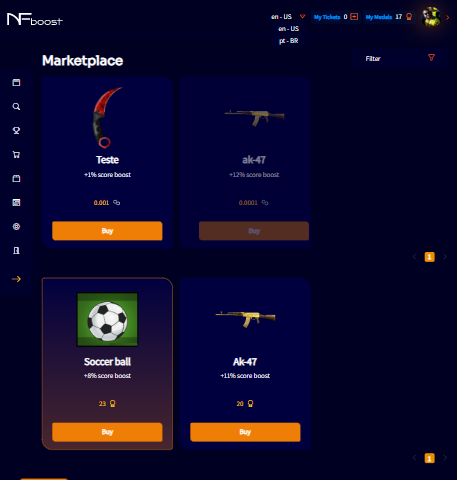 NFboost
en - US
My Tickets 0
My Medals 17
en - US
pt - BR
Marketplace
Filter
Teste
+1% score boost
0.001
Buy
ak-47
+12% score boost
0.0001
Buy
1
Soccer ball
+8% score boost
23
Buy
Ak-47
+11% score boost
20
Buy
1